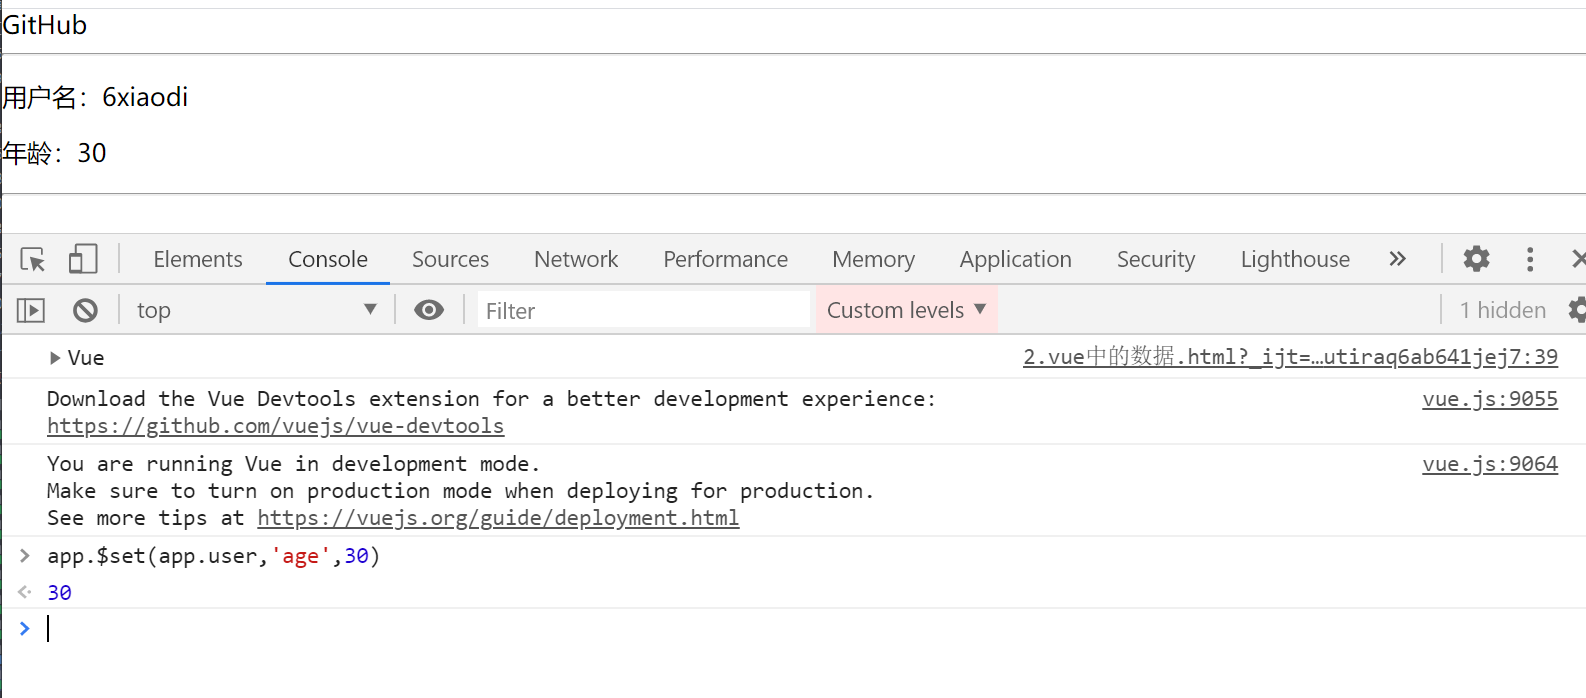 GitHub
用户名：6xiaodi
年龄：30
Elements Console Sources Network Performance Memory Application Security Lighthouse »
top ▼ Filter Custom levels ▼ 1 hidden
▶ Vue 2.vue中的数据.html?_ijt=…utiraq6ab641jej7:39
Download the Vue Devtools extension for a better development experience: vue.js:9055
https://github.com/vuejs/vue-devtools
You are running Vue in development mode. vue.js:9064
Make sure to turn on production mode when deploying for production.
See more tips at https://vuejs.org/guide/deployment.html
> app.$set(app.user,'age',30)
30
>